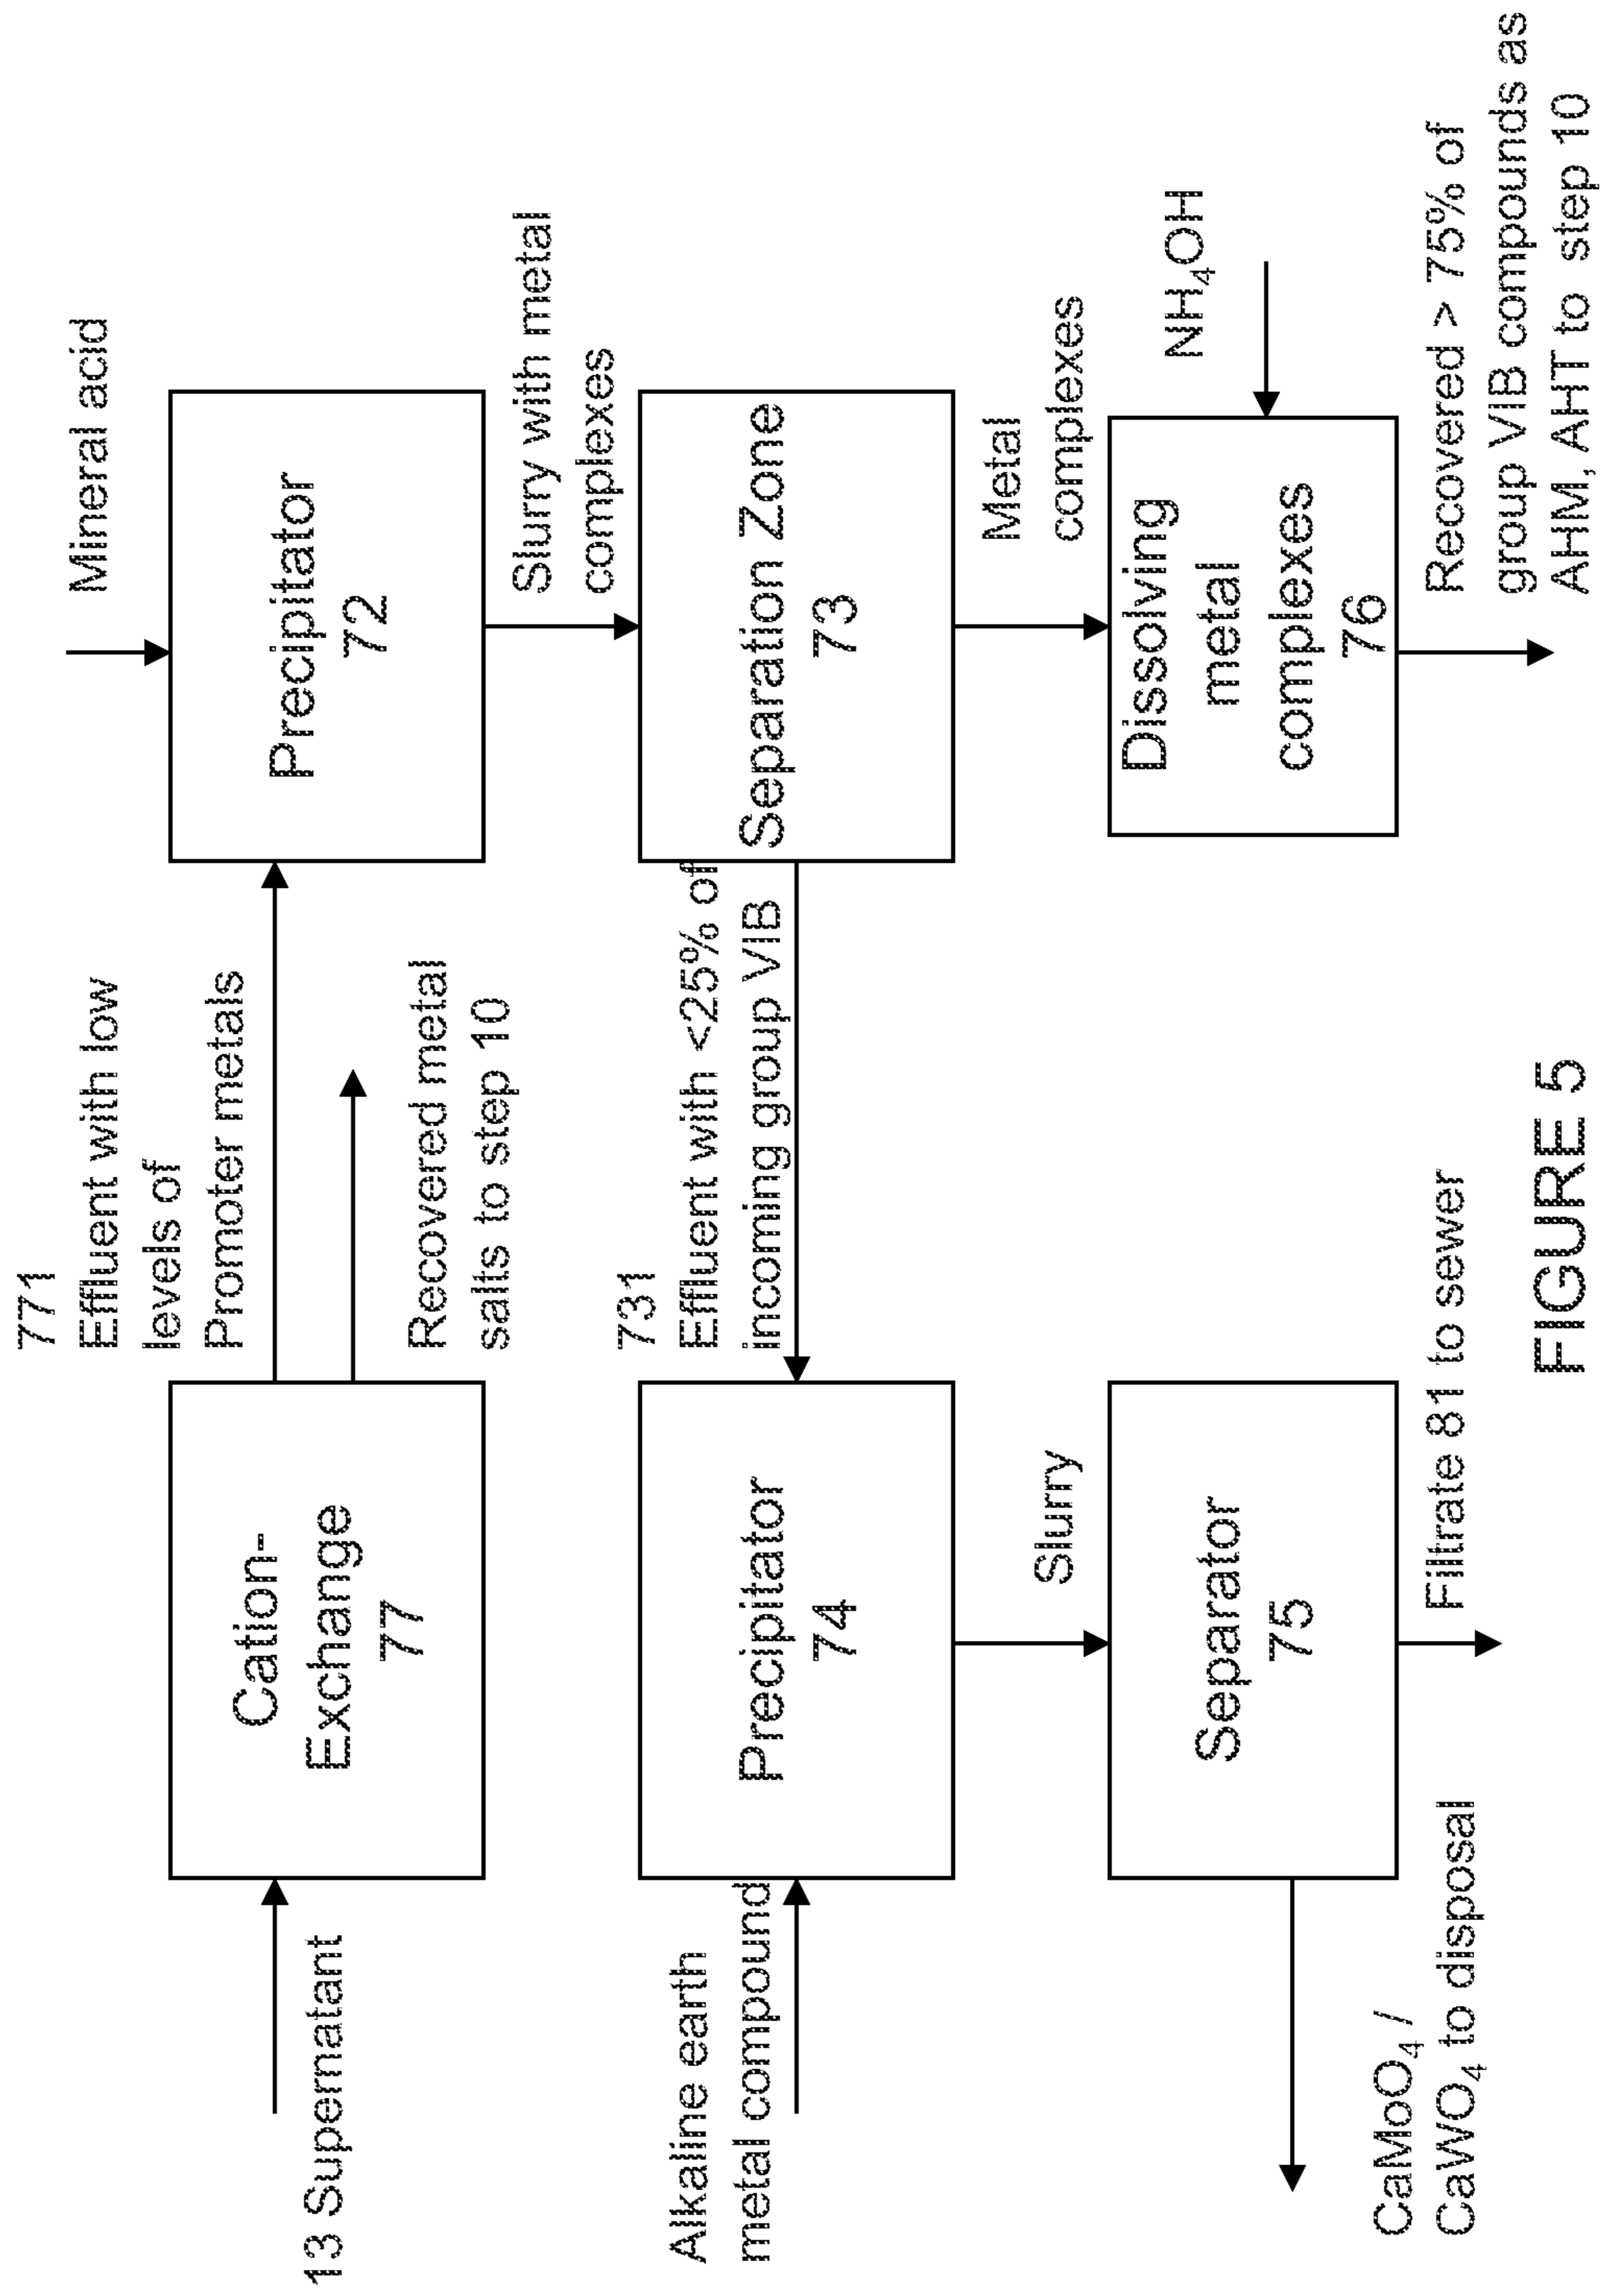 771
Effluent with low
levels of
Promoter metals
Mineral acid
13 Supernatant
Cation-
Exchange
77
Recovered metal
salts to step 10
Precipitator
72
Slurry with metal
complexes
731
Effluent with <25% of
incoming group VIB
Alkaline earth
metal compound
Precipitator
74
Separation Zone
73
Slurry
Metal
complexes
NH₄OH
Separator
75
Dissolving
metal
complexes
76
CaMoO₄ /
CaWO₄ to disposal
Filtrate 81 to sewer
Recovered > 75% of
group VIB compounds as
AHM, AHT to step 10
FIGURE 5